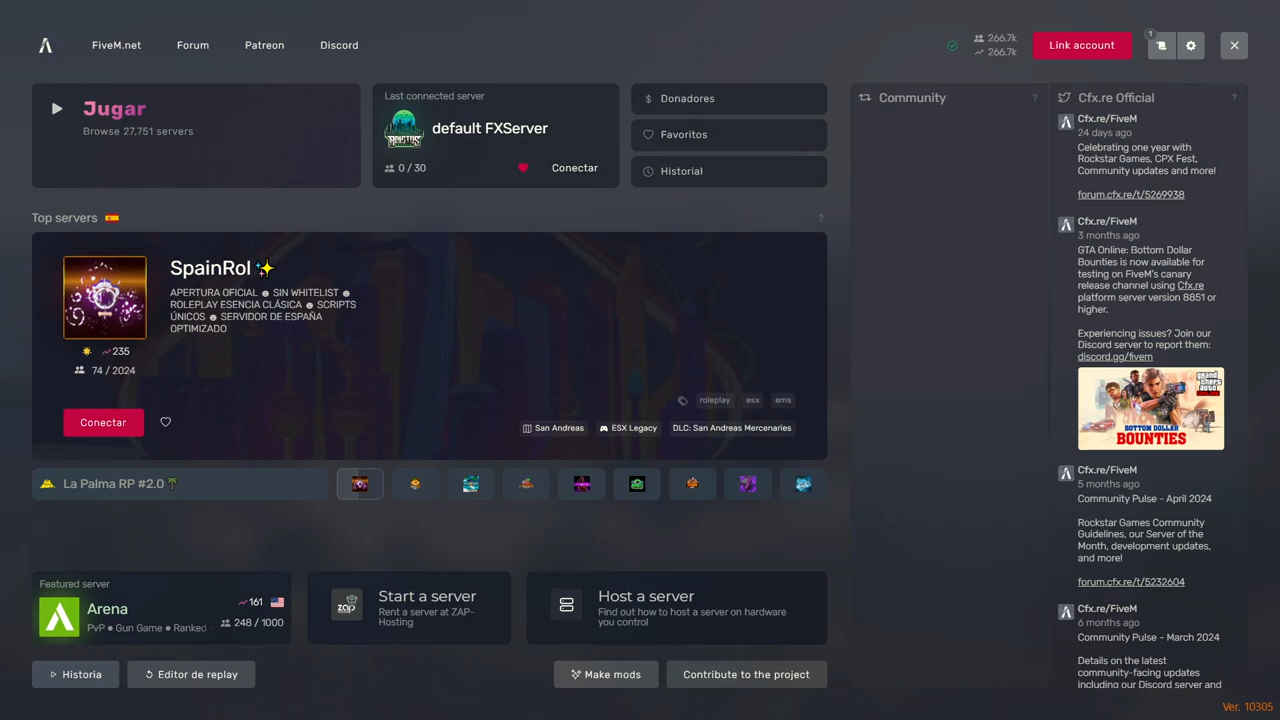 FiveM.net
Forum
Patreon
Discord
266.7k
266.7k
Link account
1
Jugar
Browse 27,751 servers
Last connected server
default FXServer
0 / 30
Conectar
Donadores
Favoritos
Historial
Top servers
?
SpainRol✨
APERTURA OFICIAL ☻ SIN WHITELIST ☻
ROLEPLAY ESENCIA CLÁSICA ☻ SCRIPTS
ÚNICOS ☻ SERVIDOR DE ESPAÑA
OPTIMIZADO
235
74 / 2024
Conectar
roleplay
esx
ems
San Andreas
ESX Legacy
DLC: San Andreas Mercenaries
La Palma RP #2.0🌴
Featured server
Arena
PvP ● Gun Game ● Ranked
161
248 / 1000
ZAP
Start a server
Rent a server at ZAP-
Hosting
Host a server
Find out how to host a server on hardware
you control
Historia
Editor de replay
Make mods
Contribute to the project
Community
?
Cfx.re Official
?
Cfx.re/FiveM
24 days ago
Celebrating one year with
Rockstar Games, CPX Fest,
Community updates and more!
forum.cfx.re/t/5269938
Cfx.re/FiveM
3 months ago
GTA Online: Bottom Dollar
Bounties is now available for
testing on FiveM's canary
release channel using Cfx.re
platform server version 8851 or
higher.
Experiencing issues? Join our
Discord server to report them:
discord.gg/fivem
grand
theft
auto
BOTTOM DOLLAR
BOUNTIES
Cfx.re/FiveM
5 months ago
Community Pulse - April 2024
Rockstar Games Community
Guidelines, our Server of the
Month, development updates,
and more!
forum.cfx.re/t/5232604
Cfx.re/FiveM
6 months ago
Community Pulse - March 2024
Details on the latest
community-facing updates
including our Discord server and
Ver. 10305